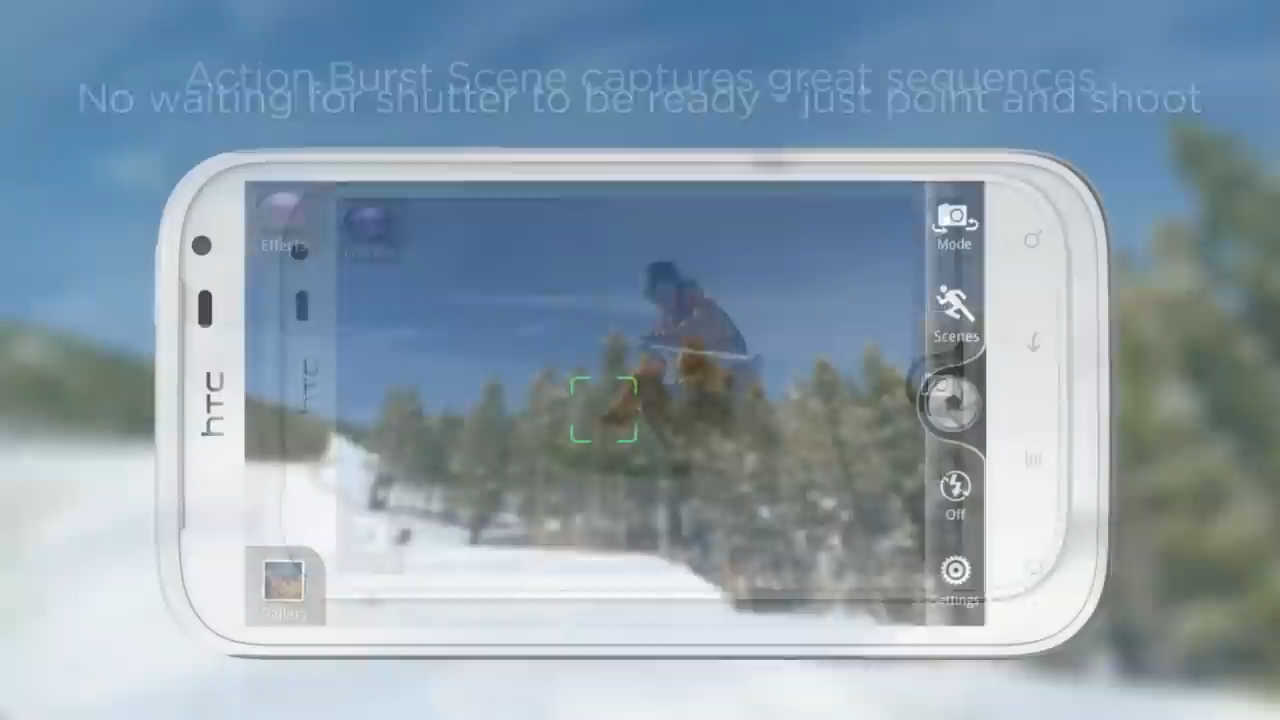 Action Burst Scene captures great sequences
No waiting for shutter to be ready - just point and shoot
Effects
Mode
Scenes
hTC
hTC
Off
Gallery
Settings